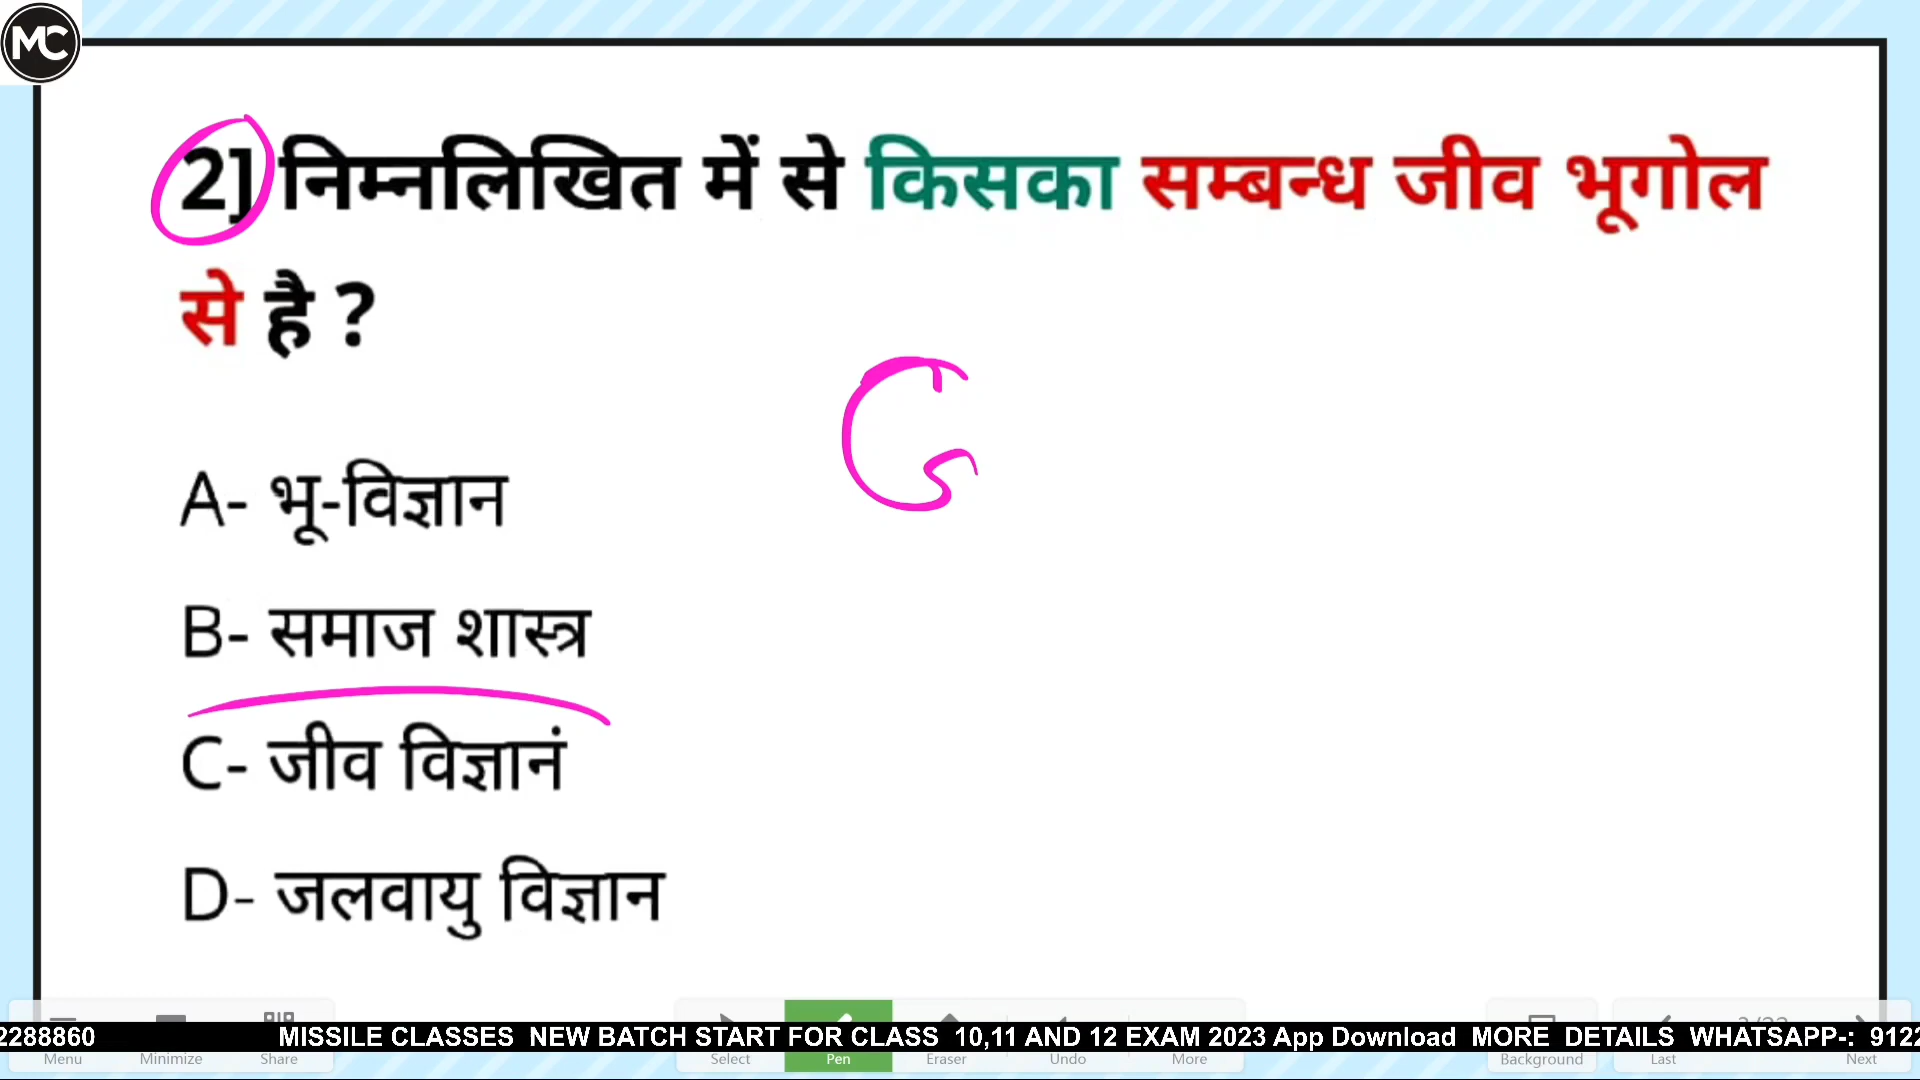 MC
2] निम्नलिखित में से किसका सम्बन्ध जीव भूगोल
से है ?
A- भू-विज्ञान
B- समाज शास्त्र
C- जीव विज्ञानं
D- जलवायु विज्ञान
2288860 MISSILE CLASSES NEW BATCH START FOR CLASS 10,11 AND 12 EXAM 2023 App Download MORE DETAILS WHATSAPP-: 9122
Menu Minimize Share Select Pen Eraser Undo More Background Last Next